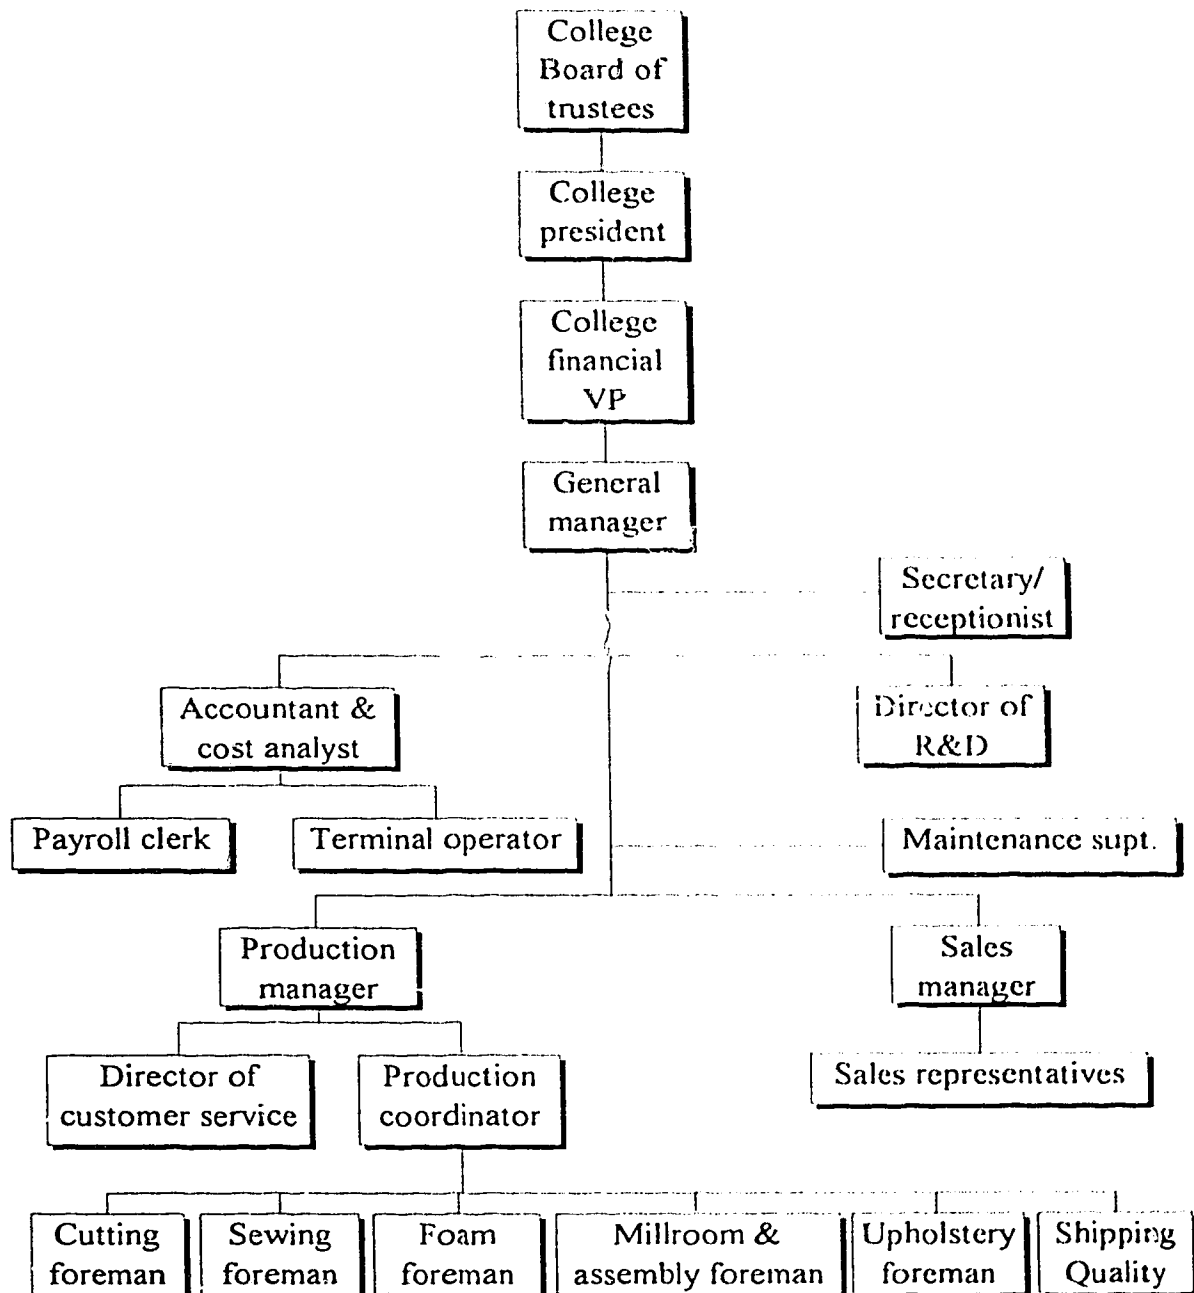 College
Board of
trustees
College
president
College
financial
VP
General
manager
Secretary/
receptionist
Accountant &
cost analyst
Director of
R&D
Payroll clerk
Terminal operator
Maintenance supt.
Production
manager
Sales
manager
Director of
customer service
Production
coordinator
Sales representatives
Cutting
foreman
Sewing
foreman
Foam
foreman
Millroom &
assembly foreman
Upholstery
foreman
Shipping
Quality